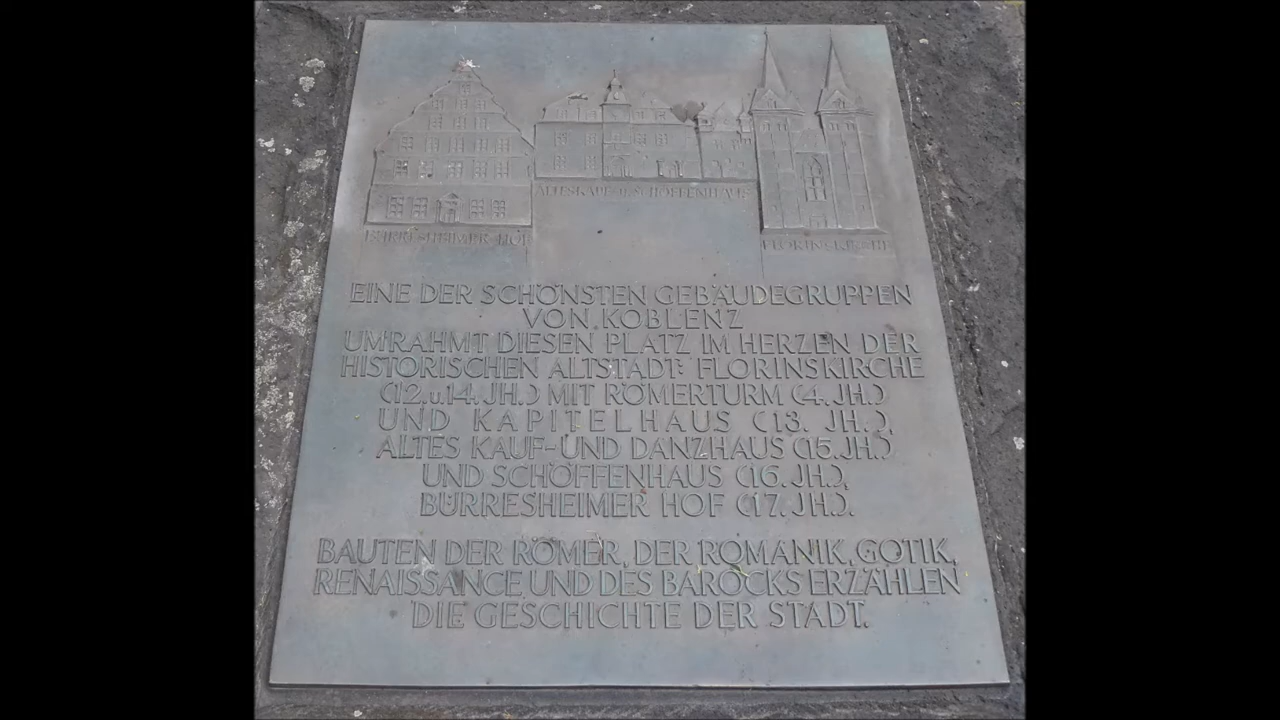 BÜRRESHEIMER HOF
ALTES KAUF- U. SCHÖFFENHAUS
FLORINSKIRCHE
EINE DER SCHÖNSTEN GEBÄUDEGRUPPEN
VON KOBLENZ
UMRAHMT DIESEN PLATZ IM HERZEN DER
HISTORISCHEN ALTSTADT: FLORINSKIRCHE
(12. u. 14. JH.) MIT RÖMERTURM (4. JH.)
UND KAPITELHAUS (13. JH.),
ALTES KAUF- UND DANZHAUS (15. JH.)
UND SCHÖFFENHAUS (16. JH.),
BÜRRESHEIMER HOF (17. JH.).
BAUTEN DER RÖMER, DER ROMANIK, GOTIK,
RENAISSANCE UND DES BAROCKS ERZÄHLEN
DIE GESCHICHTE DER STADT.